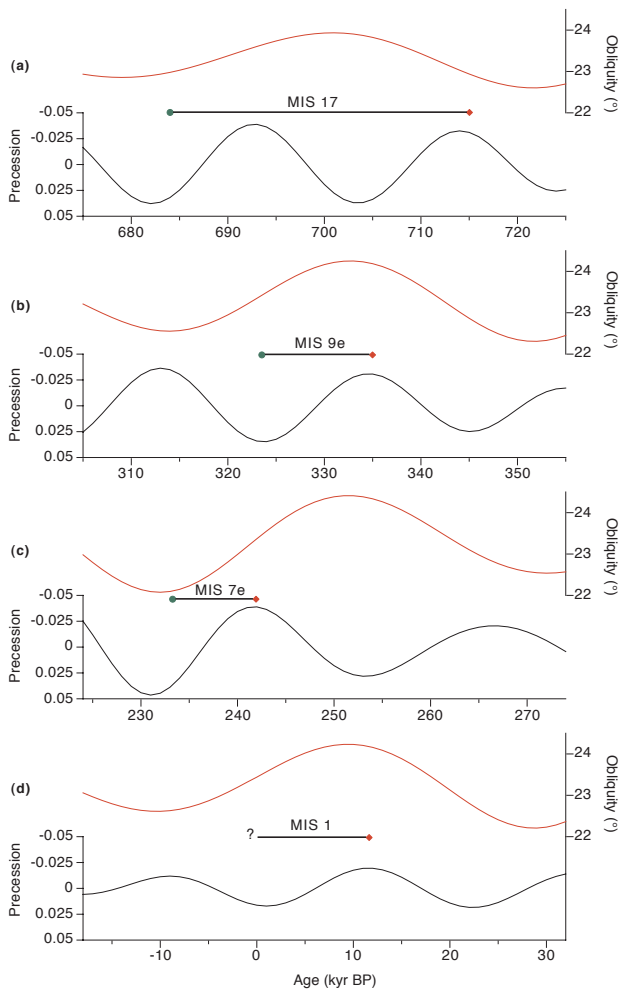 24
(a)
23
Obliquity (°)
MIS 17
22
-0.05
-0.025
0
0.025
0.05
Precession
680 690 700 710 720
24
(b)
23
Obliquity (°)
MIS 9e
22
-0.05
-0.025
0
0.025
0.05
Precession
310 320 330 340 350
24
(c)
23
Obliquity (°)
MIS 7e
22
-0.05
-0.025
0
0.025
0.05
Precession
230 240 250 260 270
24
(d)
23
Obliquity (°)
? MIS 1
22
-0.05
-0.025
0
0.025
0.05
Precession
-10 0 10 20 30
Age (kyr BP)